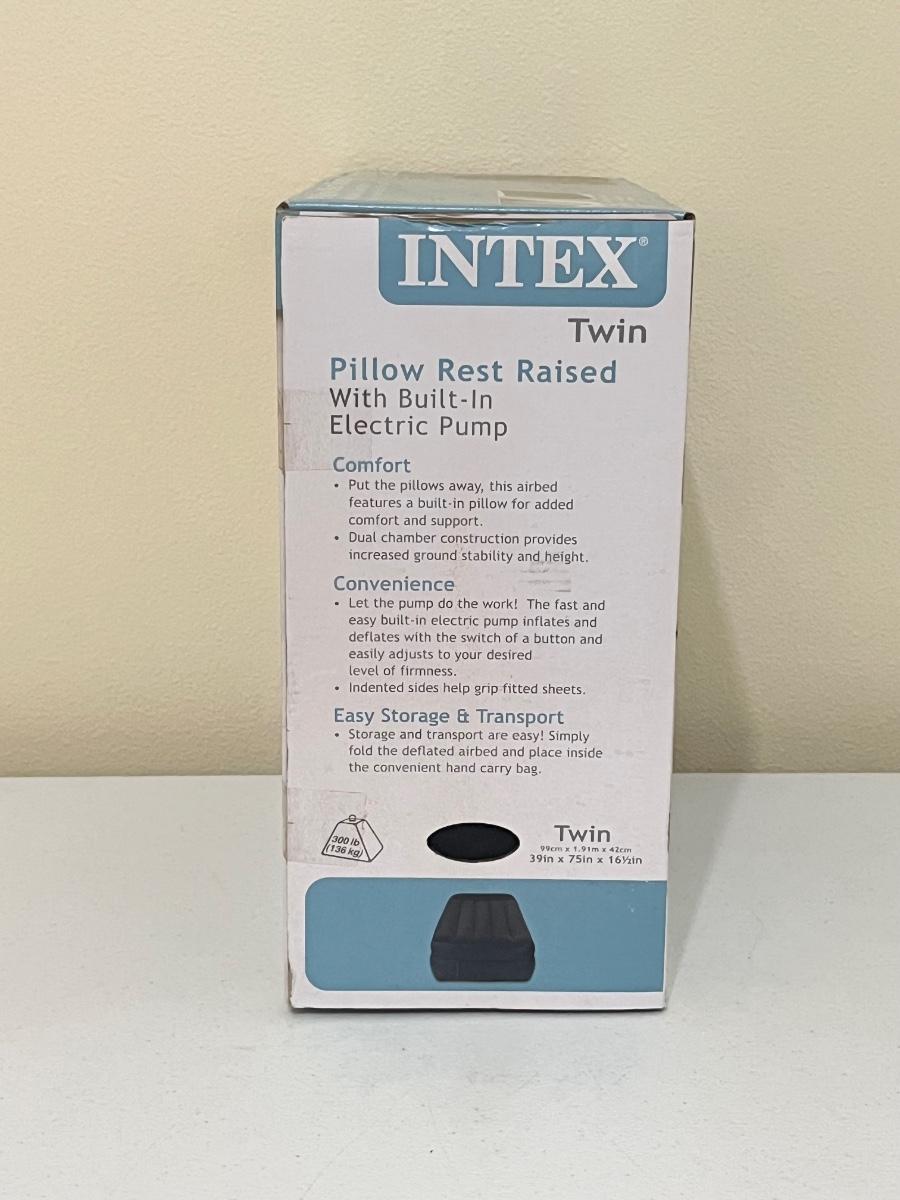 INTEX®
Twin
Pillow Rest Raised
With Built-In
Electric Pump
Comfort
• Put the pillows away, this airbed
features a built-in pillow for added
comfort and support.
• Dual chamber construction provides
increased ground stability and height.
Convenience
• Let the pump do the work! The fast and
easy built-in electric pump inflates and
deflates with the switch of a button and
easily adjusts to your desired
level of firmness.
• Indented sides help grip fitted sheets.
Easy Storage & Transport
• Storage and transport are easy! Simply
fold the deflated airbed and place inside
the convenient hand carry bag.
300 lb
(136 kg)
Twin
99cm x 1.91m x 42cm
39in x 75in x 16½in